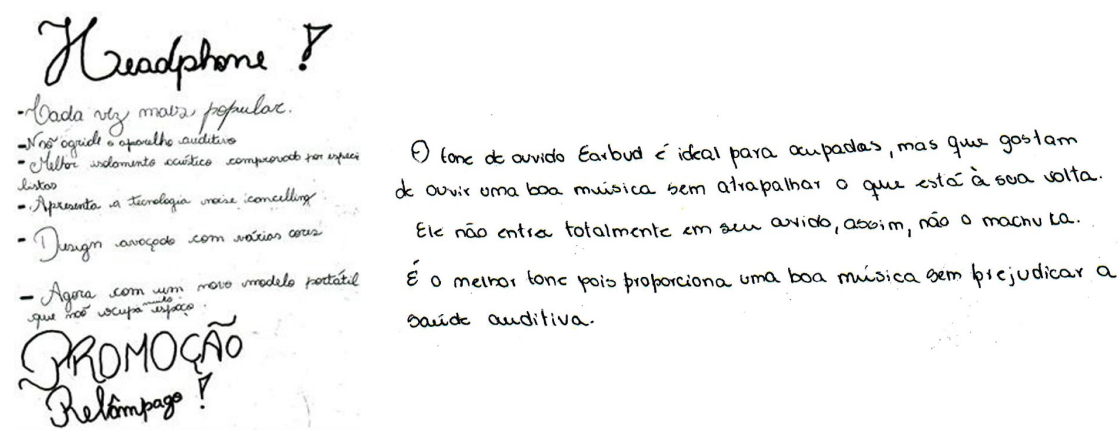 Headphone !
- Cada vez mais popular.
- Não agride o aparelho auditivo
- Melhor isolamento acústico comprovado por especi
listas
- Apresenta a tecnologia noise concelling
- Design avaçado com várias cores
- Agora com um novo modelo portátil
que não ocupa muito espaço.
PROMOÇÃO
Relâmpago !
O fone de ouvido Earbud é ideal para ocupadas, mas que gostam
de ouvir uma boa música sem atrapalhar o que está à sua volta.
Ele não entra totalmente em seu ouvido, assim, não o machuca.
É o melhor fone pois proporciona uma boa música sem prejudicar a
saúde auditiva.